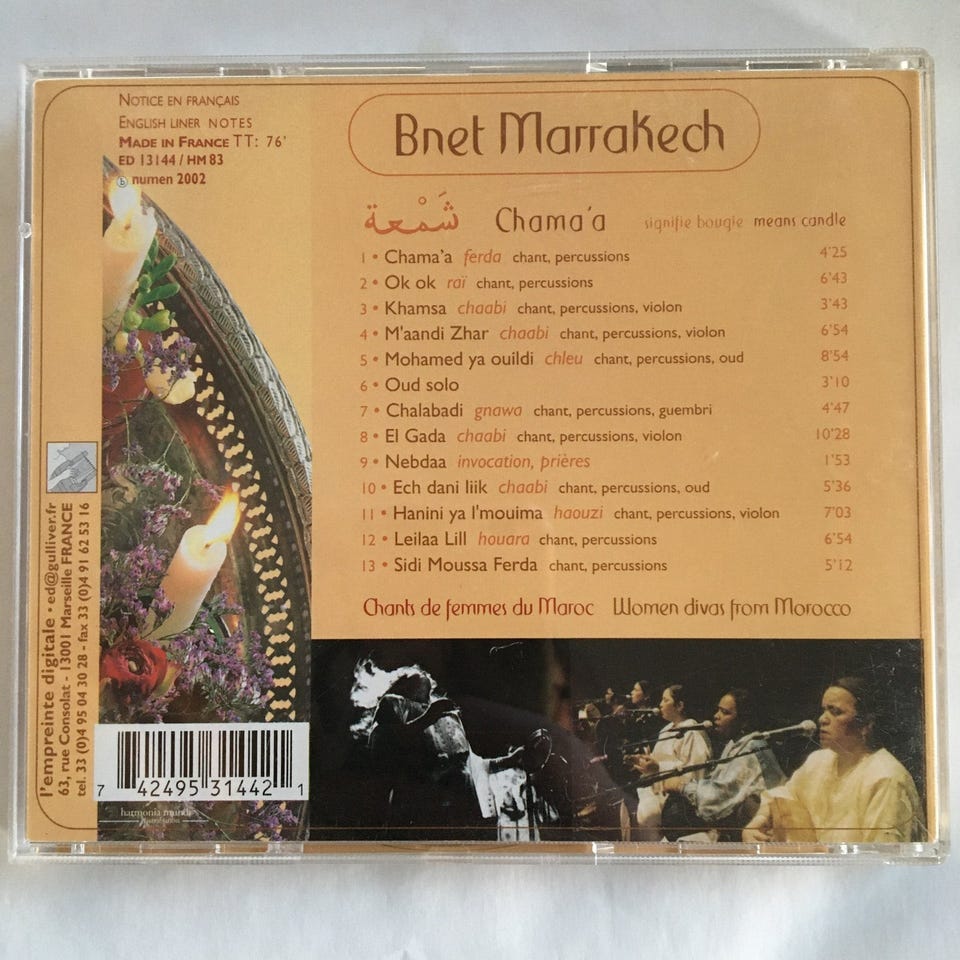 NOTICE EN FRANÇAIS
ENGLISH LINER NOTES
MADE IN FRANCE TT: 76'
ED 13144 / HM 83
℗ numen 2002
Bnet Marrakech
شَمْعة Chama'a signifie bougie means candle
1 • Chama'a ferda chant, percussions 4'25
2 • Ok ok raï chant, percussions 6'43
3 • Khamsa chaabi chant, percussions, violon 3'43
4 • M'aandi Zhar chaabi chant, percussions, violon 6'54
5 • Mohamed ya ouildi chleu chant, percussions, oud 8'54
6 • Oud solo 3'10
7 • Chalabadi gnawa chant, percussions, guembri 4'47
8 • El Gada chaabi chant, percussions, violon 10'28
9 • Nebdaa invocation, prières 1'53
10 • Ech dani liik chaabi chant, percussions, oud 5'36
11 • Hanini ya l'mouima haouzi chant, percussions, violon 7'03
12 • Leilaa Lill houara chant, percussions 6'54
13 • Sidi Moussa Ferda chant, percussions 5'12
Chants de femmes du Maroc Women divas from Morocco
l'empreinte digitale • ed@gulliver.fr
63, rue Consolat - 13001 Marseille FRANCE
tel. 33 (0)4 95 04 30 28 - fax 33 (0)4 91 62 53 16
7 42495 31442 1
harmonia mundi
distribution